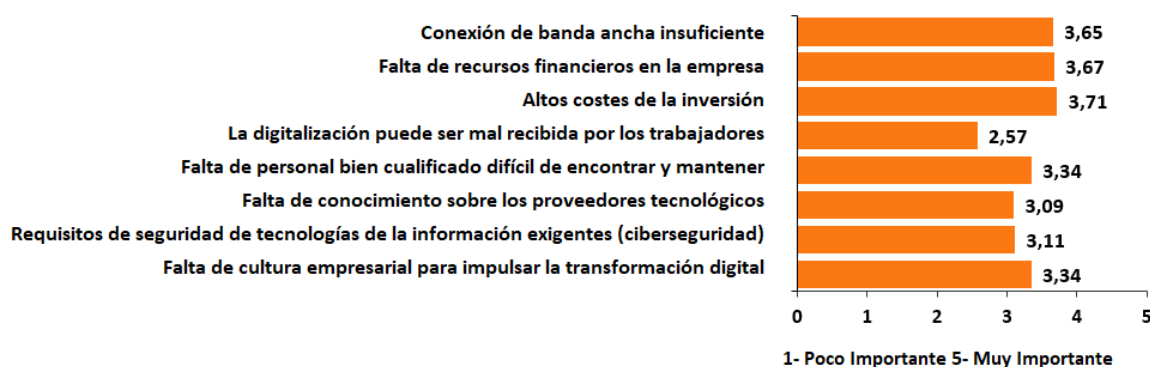 Conexión de banda ancha insuficiente 3,65
Falta de recursos financieros en la empresa 3,67
Altos costes de la inversión 3,71
La digitalización puede ser mal recibida por los trabajadores 2,57
Falta de personal bien cualificado difícil de encontrar y mantener 3,34
Falta de conocimiento sobre los proveedores tecnológicos 3,09
Requisitos de seguridad de tecnologías de la información exigentes (ciberseguridad) 3,11
Falta de cultura empresarial para impulsar la transformación digital 3,34
0 1 2 3 4 5
1- Poco Importante 5- Muy Importante